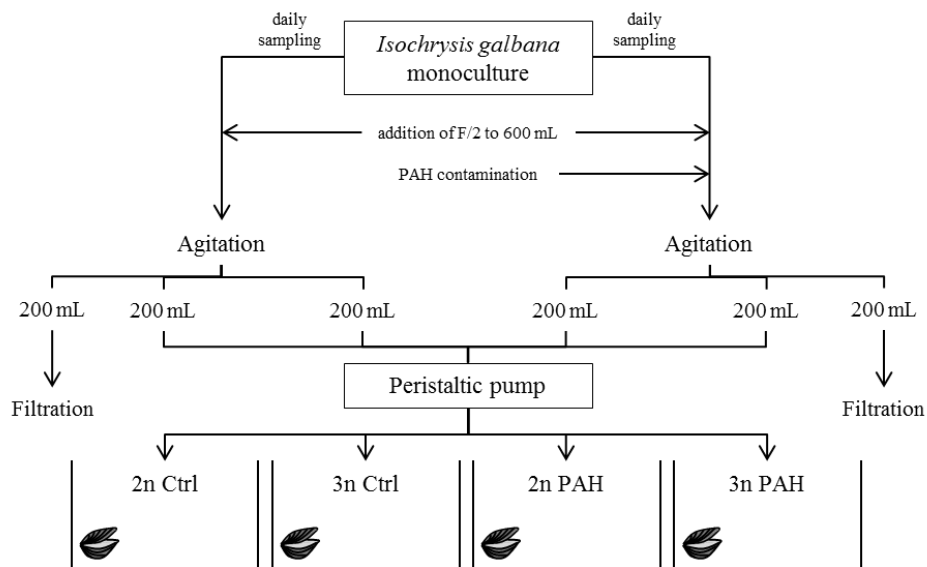 daily
sampling
Isochrysis galbana
monoculture
daily
sampling
addition of F/2 to 600 mL
PAH contamination
Agitation
Agitation
200 mL
200 mL
200 mL
200 mL
200 mL
200 mL
Peristaltic pump
Filtration
Filtration
2n Ctrl
3n Ctrl
2n PAH
3n PAH